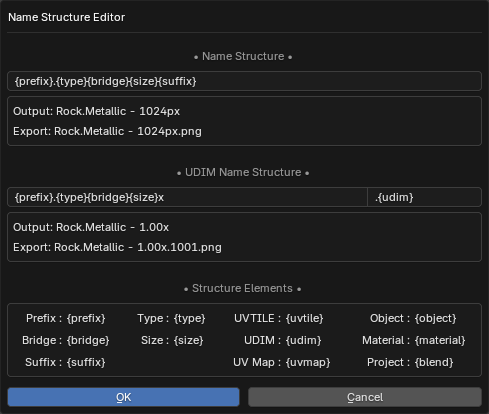 Name Structure Editor
• Name Structure •
{prefix}.{type}{bridge}{size}{suffix}
Output: Rock.Metallic - 1024px
Export: Rock.Metallic - 1024px.png
• UDIM Name Structure •
{prefix}.{type}{bridge}{size}x .{udim}
Output: Rock.Metallic - 1.00x
Export: Rock.Metallic - 1.00x.1001.png
• Structure Elements •
Prefix : {prefix} Type : {type} UVTILE : {uvtile} Object : {object}
Bridge : {bridge} Size : {size} UDIM : {udim} Material : {material}
Suffix : {suffix} UV Map : {uvmap} Project : {blend}
OK Cancel